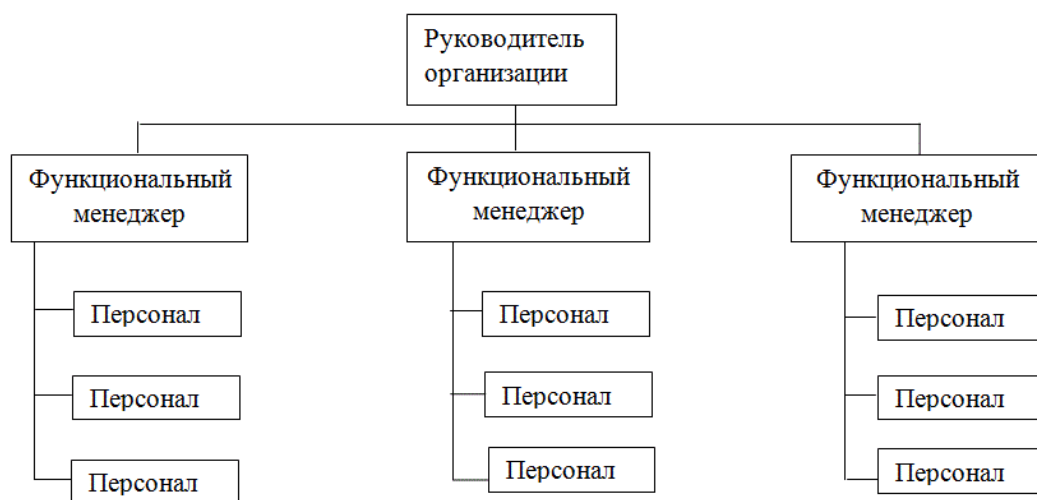 Руководитель
организации
Функциональный
менеджер
Функциональный
менеджер
Функциональный
менеджер
Персонал
Персонал
Персонал
Персонал
Персонал
Персонал
Персонал
Персонал
Персонал